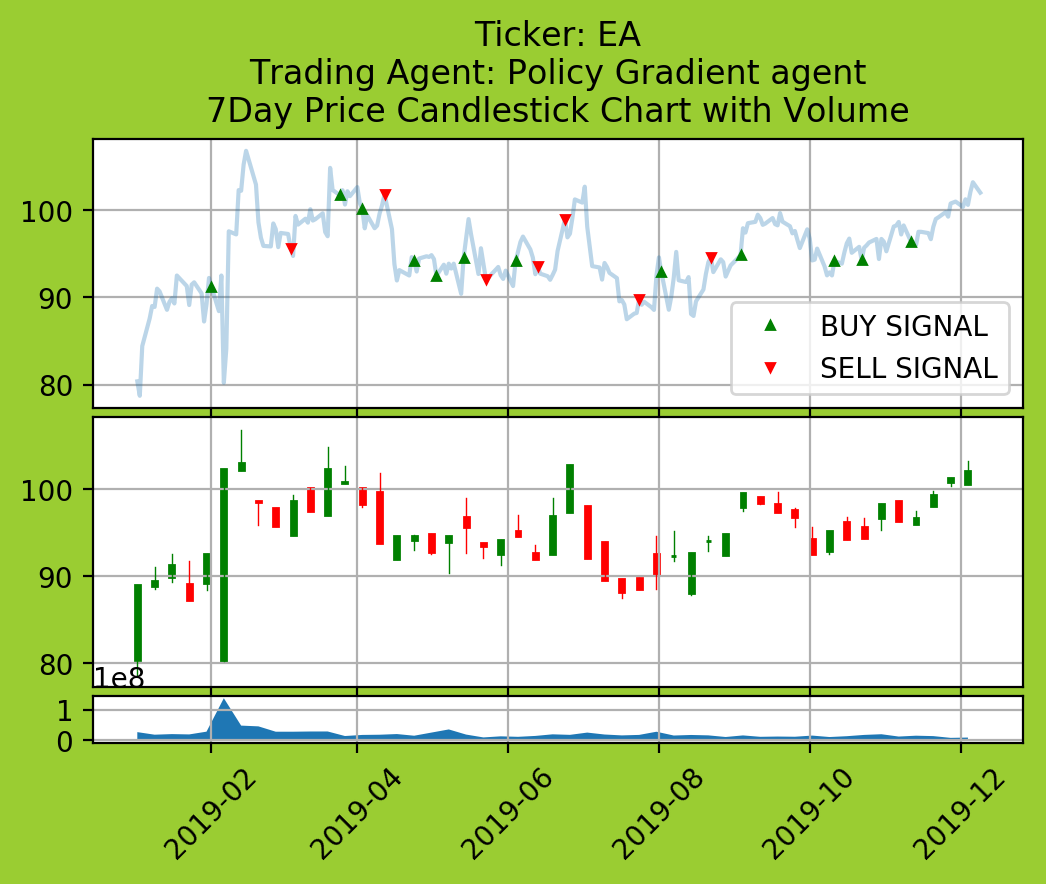 Ticker: EA
Trading Agent: Policy Gradient agent
7Day Price Candlestick Chart with Volume
100
90
80
BUY SIGNAL
SELL SIGNAL
100
90
80
1e8
1
0
2019-02
2019-04
2019-06
2019-08
2019-10
2019-12